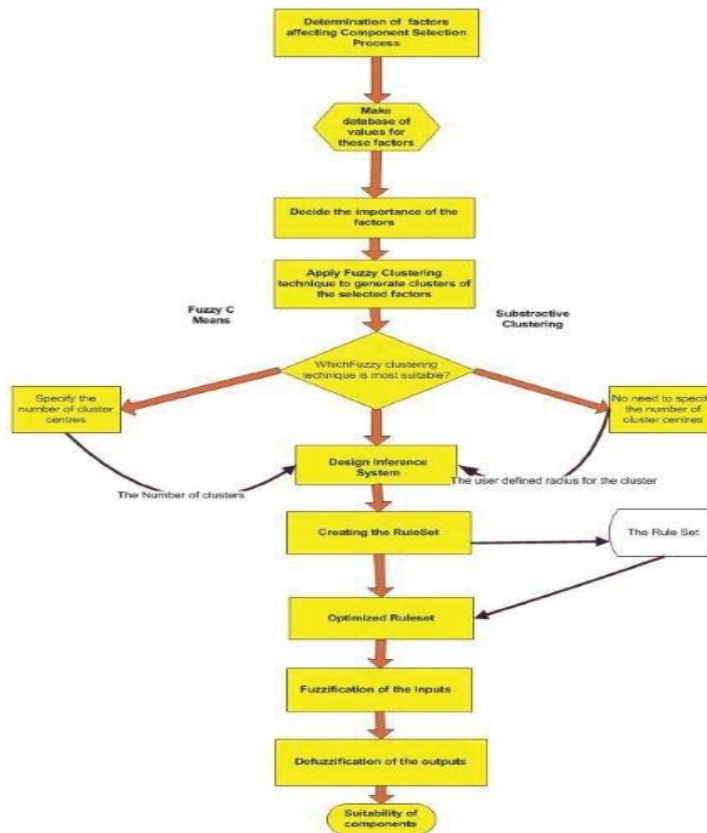 Determination of factors
affecting Component Selection
Process
Make
database of
values for
these factors
Decide the importance of the
factors
Apply Fuzzy Clustering
technique to generate clusters of
the selected factors
Fuzzy C
Means
Substractive
Clustering
WhichFuzzy clustering
technique is most suitable?
Specify the
number of cluster
centres
No need to specify
the number of
cluster centres
Design Inference
System
The Number of clusters
The user defined radius for the cluster
Creating the RuleSet
The Rule Set
Optimized Ruleset
Fuzzification of the Inputs
Defuzzification of the outputs
Suitability of
components